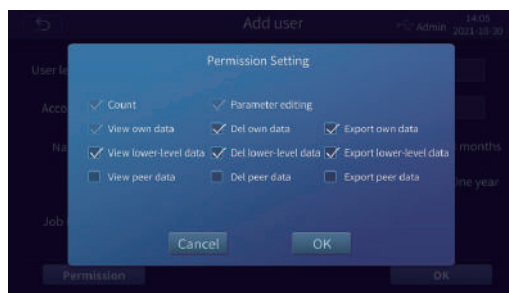 Add user
Admin
14:05
User le
Permission Setting
Count Parameter editing
Acco
View own data Del own data Export own data
Na
View lower-level data Del lower-level data Export lower-level data
months
View peer data Del peer data Export peer data
One year
Job
Cancel OK
Permission OK